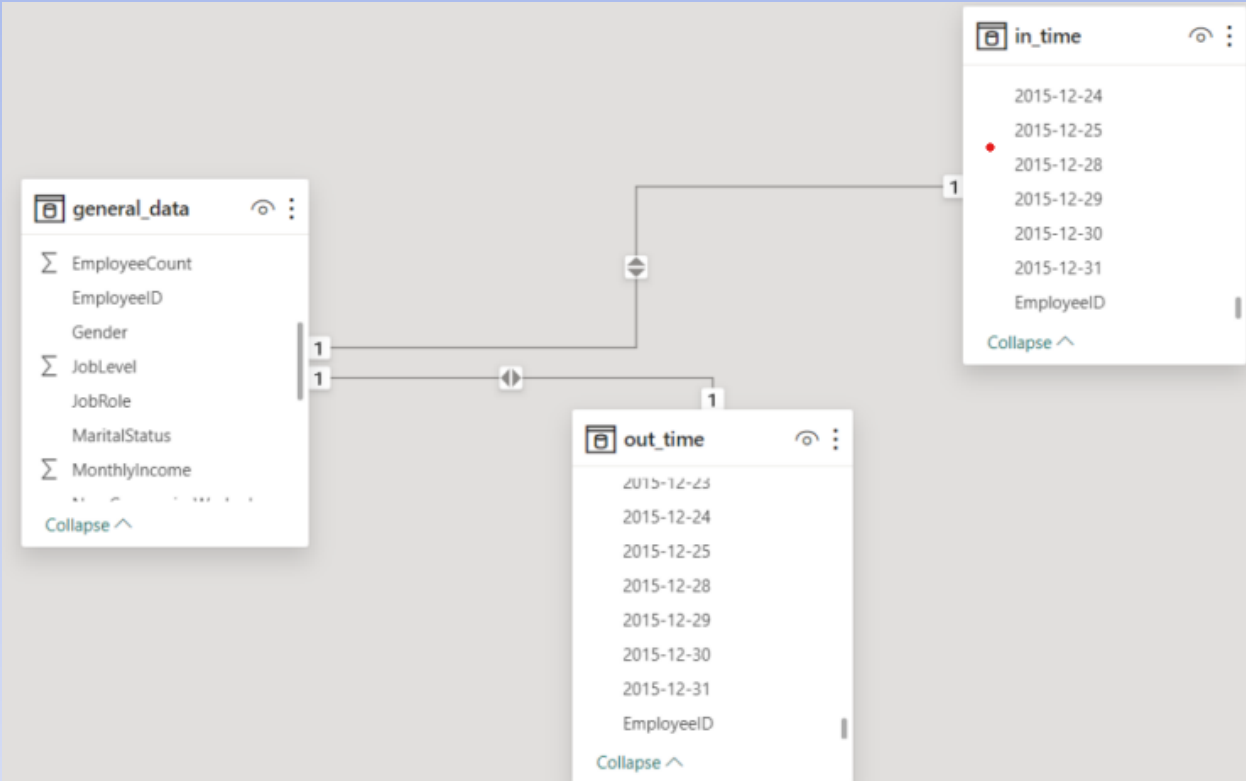 in_time
2015-12-24
2015-12-25
2015-12-28
2015-12-29
2015-12-30
2015-12-31
EmployeeID
Collapse
general_data
EmployeeCount
EmployeeID
Gender
JobLevel
JobRole
MaritalStatus
MonthlyIncome
Collapse
1
1
1
1
out_time
2015-12-23
2015-12-24
2015-12-25
2015-12-28
2015-12-29
2015-12-30
2015-12-31
EmployeeID
Collapse